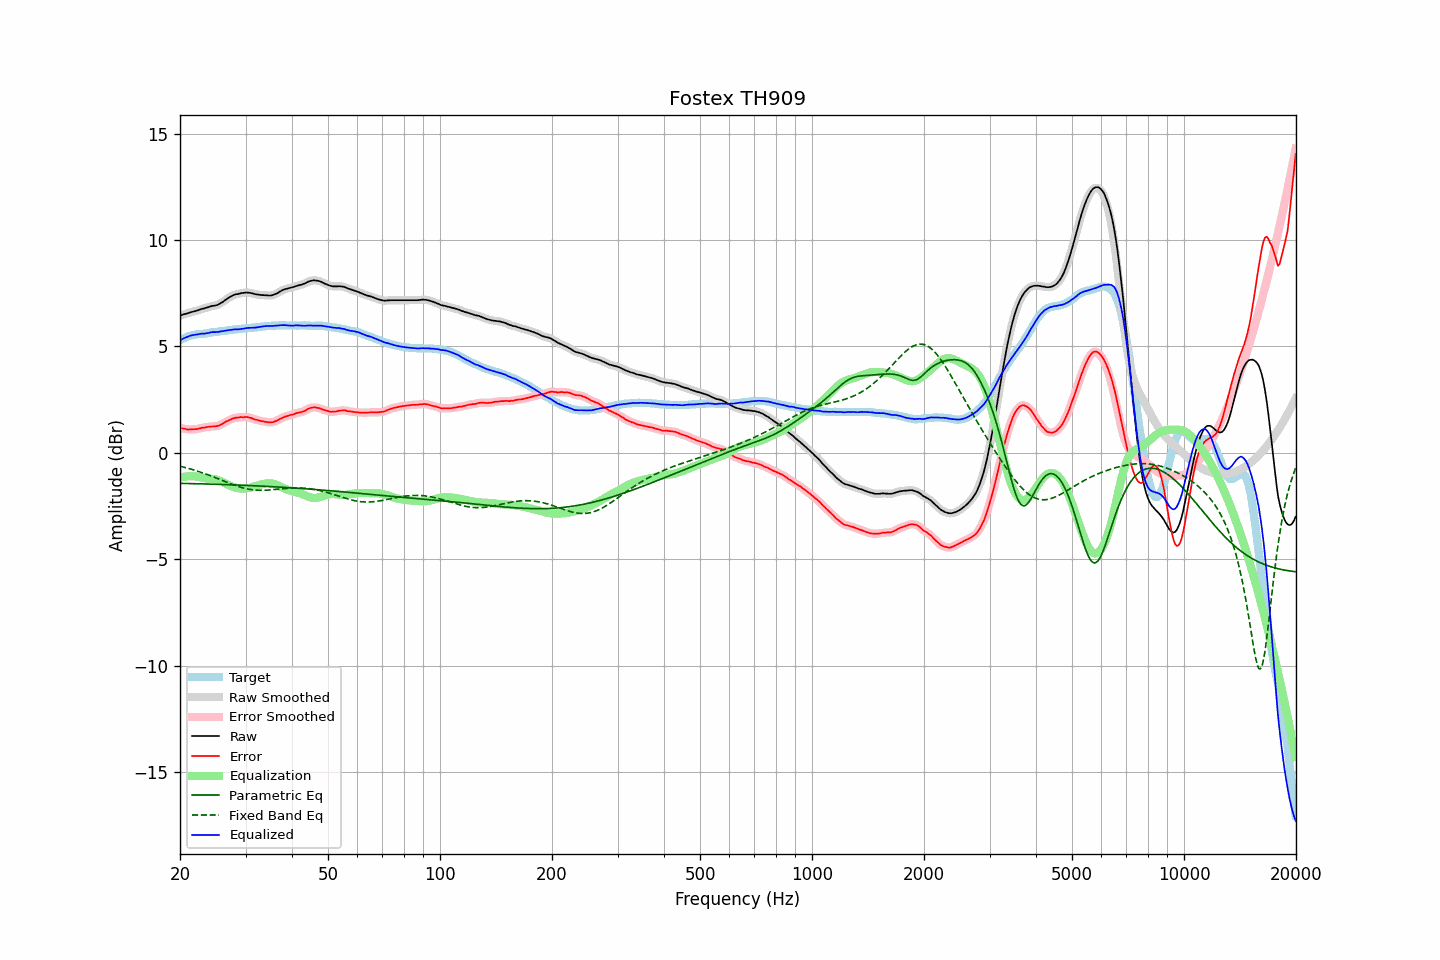 Fostex TH909
Amplitude (dBr)
15
10
5
0
−5
−10
−15
Target
Raw Smoothed
Error Smoothed
Raw
Error
Equalization
Parametric Eq
Fixed Band Eq
Equalized
20 50 100 200 500 1000 2000 5000 10000 20000
Frequency (Hz)